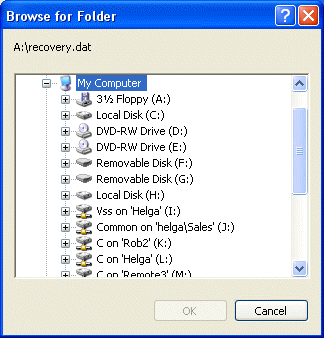 Browse for Folder
A:\recovery.dat
My Computer
3½ Floppy (A:)
Local Disk (C:)
DVD-RW Drive (D:)
DVD-RW Drive (E:)
Removable Disk (F:)
Removable Disk (G:)
Local Disk (H:)
Vss on 'Helga' (I:)
Common on 'helga\Sales' (J:)
C on 'Rob2' (K:)
C on 'Helga' (L:)
C on 'Remote3' (M:)
OK
Cancel